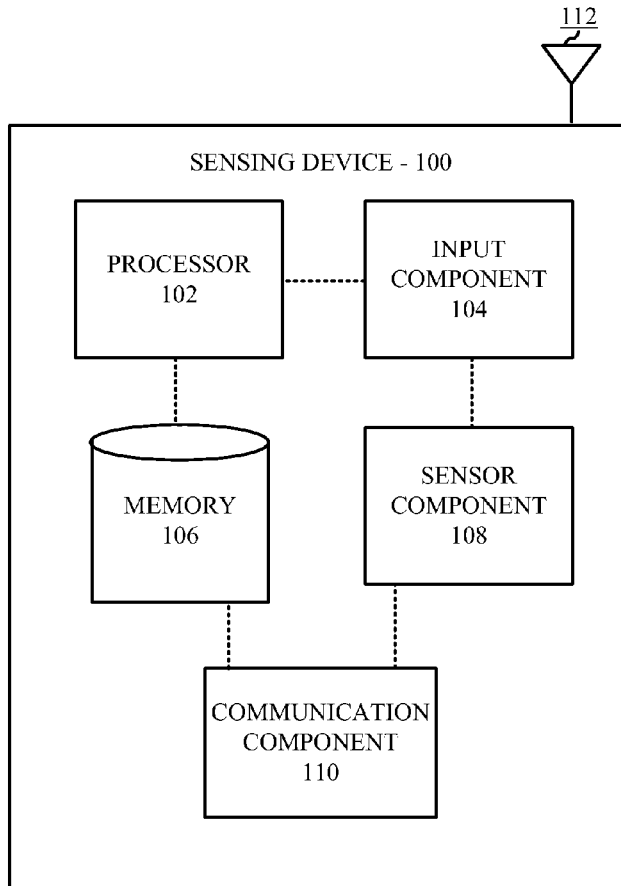 112
SENSING DEVICE - 100
PROCESSOR
102
INPUT
COMPONENT
104
MEMORY
106
SENSOR
COMPONENT
108
COMMUNICATION
COMPONENT
110